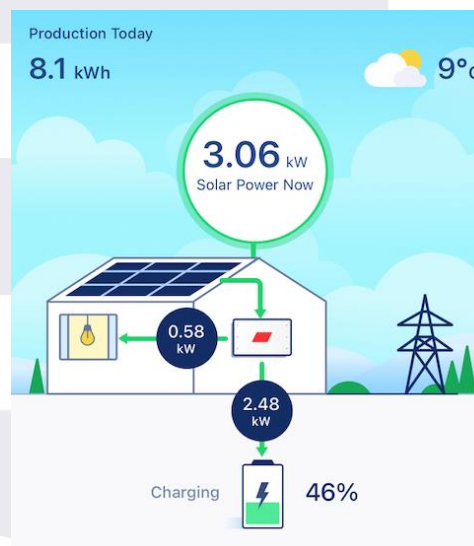 Production Today
8.1 kWh
9°c
3.06 kW
Solar Power Now
0.58
kW
2.48
kW
Charging
46%